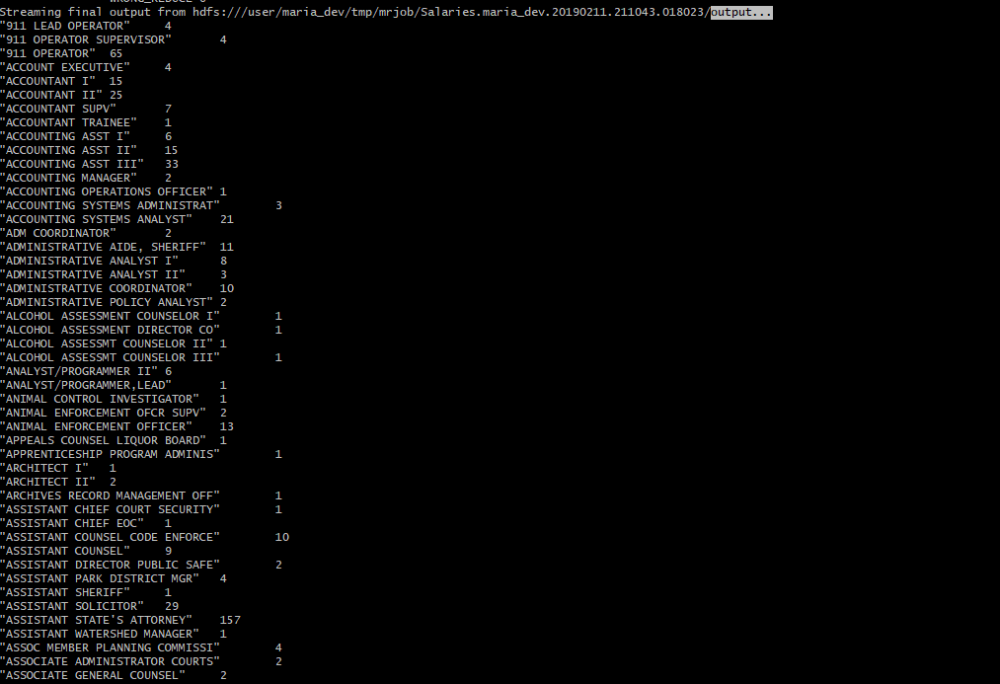 WRONG_REDUCE=0
Streaming final output from hdfs:///user/maria_dev/tmp/mrjob/Salaries.maria_dev.20190211.211043.018023/output...
"911 LEAD OPERATOR" 4
"911 OPERATOR SUPERVISOR" 4
"911 OPERATOR" 65
"ACCOUNT EXECUTIVE" 4
"ACCOUNTANT I" 15
"ACCOUNTANT II" 25
"ACCOUNTANT SUPV" 7
"ACCOUNTANT TRAINEE" 1
"ACCOUNTING ASST I" 6
"ACCOUNTING ASST II" 15
"ACCOUNTING ASST III" 33
"ACCOUNTING MANAGER" 2
"ACCOUNTING OPERATIONS OFFICER" 1
"ACCOUNTING SYSTEMS ADMINISTRAT" 3
"ACCOUNTING SYSTEMS ANALYST" 21
"ADM COORDINATOR" 2
"ADMINISTRATIVE AIDE, SHERIFF" 11
"ADMINISTRATIVE ANALYST I" 8
"ADMINISTRATIVE ANALYST II" 3
"ADMINISTRATIVE COORDINATOR" 10
"ADMINISTRATIVE POLICY ANALYST" 2
"ALCOHOL ASSESSMENT COUNSELOR I" 1
"ALCOHOL ASSESSMENT DIRECTOR CO" 1
"ALCOHOL ASSESSMT COUNSELOR II" 1
"ALCOHOL ASSESSMT COUNSELOR III" 1
"ANALYST/PROGRAMMER II" 6
"ANALYST/PROGRAMMER,LEAD" 1
"ANIMAL CONTROL INVESTIGATOR" 1
"ANIMAL ENFORCEMENT OFCR SUPV" 2
"ANIMAL ENFORCEMENT OFFICER" 13
"APPEALS COUNSEL LIQUOR BOARD" 1
"APPRENTICESHIP PROGRAM ADMINIS" 1
"ARCHITECT I" 1
"ARCHITECT II" 2
"ARCHIVES RECORD MANAGEMENT OFF" 1
"ASSISTANT CHIEF COURT SECURITY" 1
"ASSISTANT CHIEF EOC" 1
"ASSISTANT COUNSEL CODE ENFORCE" 10
"ASSISTANT COUNSEL" 9
"ASSISTANT DIRECTOR PUBLIC SAFE" 2
"ASSISTANT PARK DISTRICT MGR" 4
"ASSISTANT SHERIFF" 1
"ASSISTANT SOLICITOR" 29
"ASSISTANT STATE'S ATTORNEY" 157
"ASSISTANT WATERSHED MANAGER" 1
"ASSOC MEMBER PLANNING COMMISSI" 4
"ASSOCIATE ADMINISTRATOR COURTS" 2
"ASSOCIATE GENERAL COUNSEL" 2